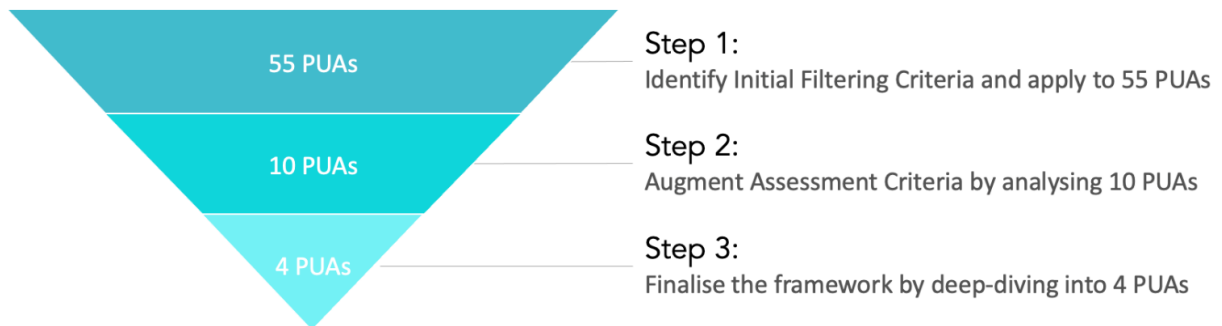 55 PUAs
Step 1:
Identify Initial Filtering Criteria and apply to 55 PUAs
10 PUAs
Step 2:
Augment Assessment Criteria by analysing 10 PUAs
4 PUAs
Step 3:
Finalise the framework by deep-diving into 4 PUAs